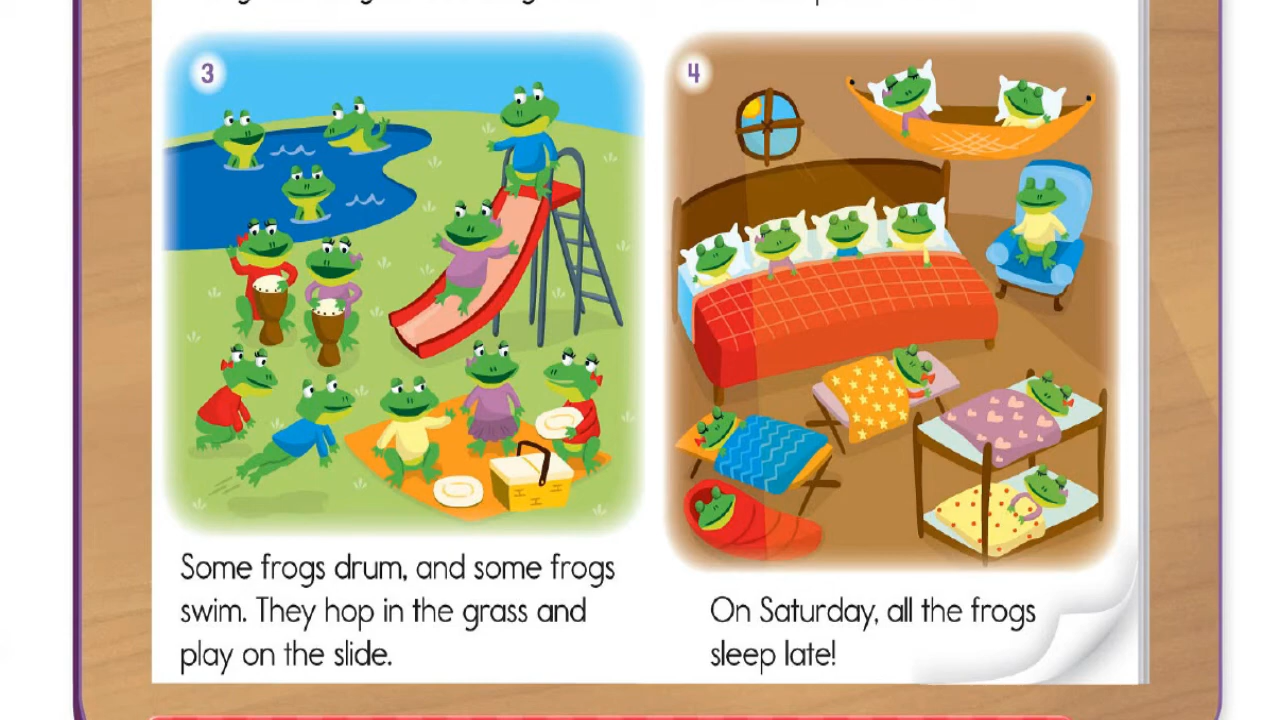 3
Some frogs drum, and some frogs
swim. They hop in the grass and
play on the slide.
4
On Saturday, all the frogs
sleep late!